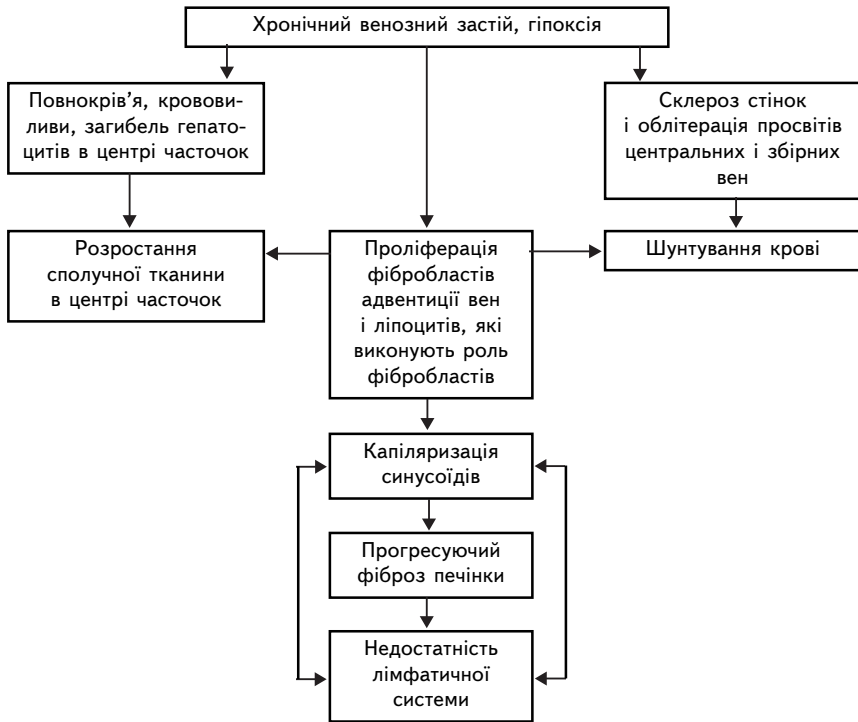 Хронічний венозний застій, гіпоксія
Повнокрів’я, кровови
ливи, загибель гепато-
цитів в центрі часточок
Склероз стінок
і облітерація просвітів
центральних і збірних
вен
Розростання
сполучної тканини
в центрі часточок
Проліферація
фібробластів
адвентиції вен
і ліпоцитів, які
виконують роль
фібробластів
Шунтування крові
Капіляризація
синусоїдів
Прогресуючий
фіброз печінки
Недостатність
лімфатичної
системи